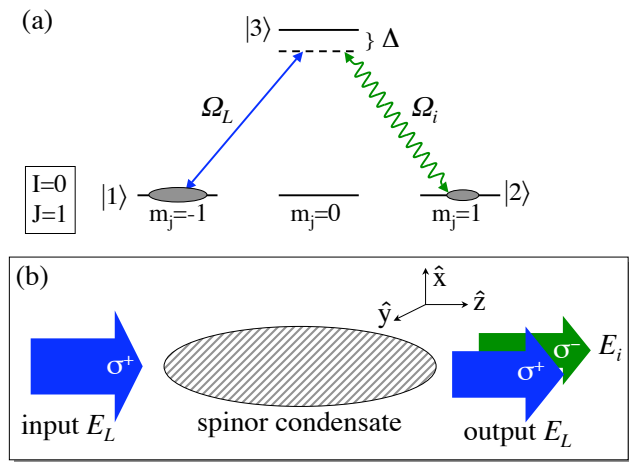 (a)
|3⟩
} Δ
Ω_L
Ω_i
I=0
J=1
|1⟩
|2⟩
m_j=-1
m_j=0
m_j=1
(b)
x̂
ŷ
ẑ
σ⁺
σ⁻
E_i
σ⁺
input E_L
spinor condensate
output E_L